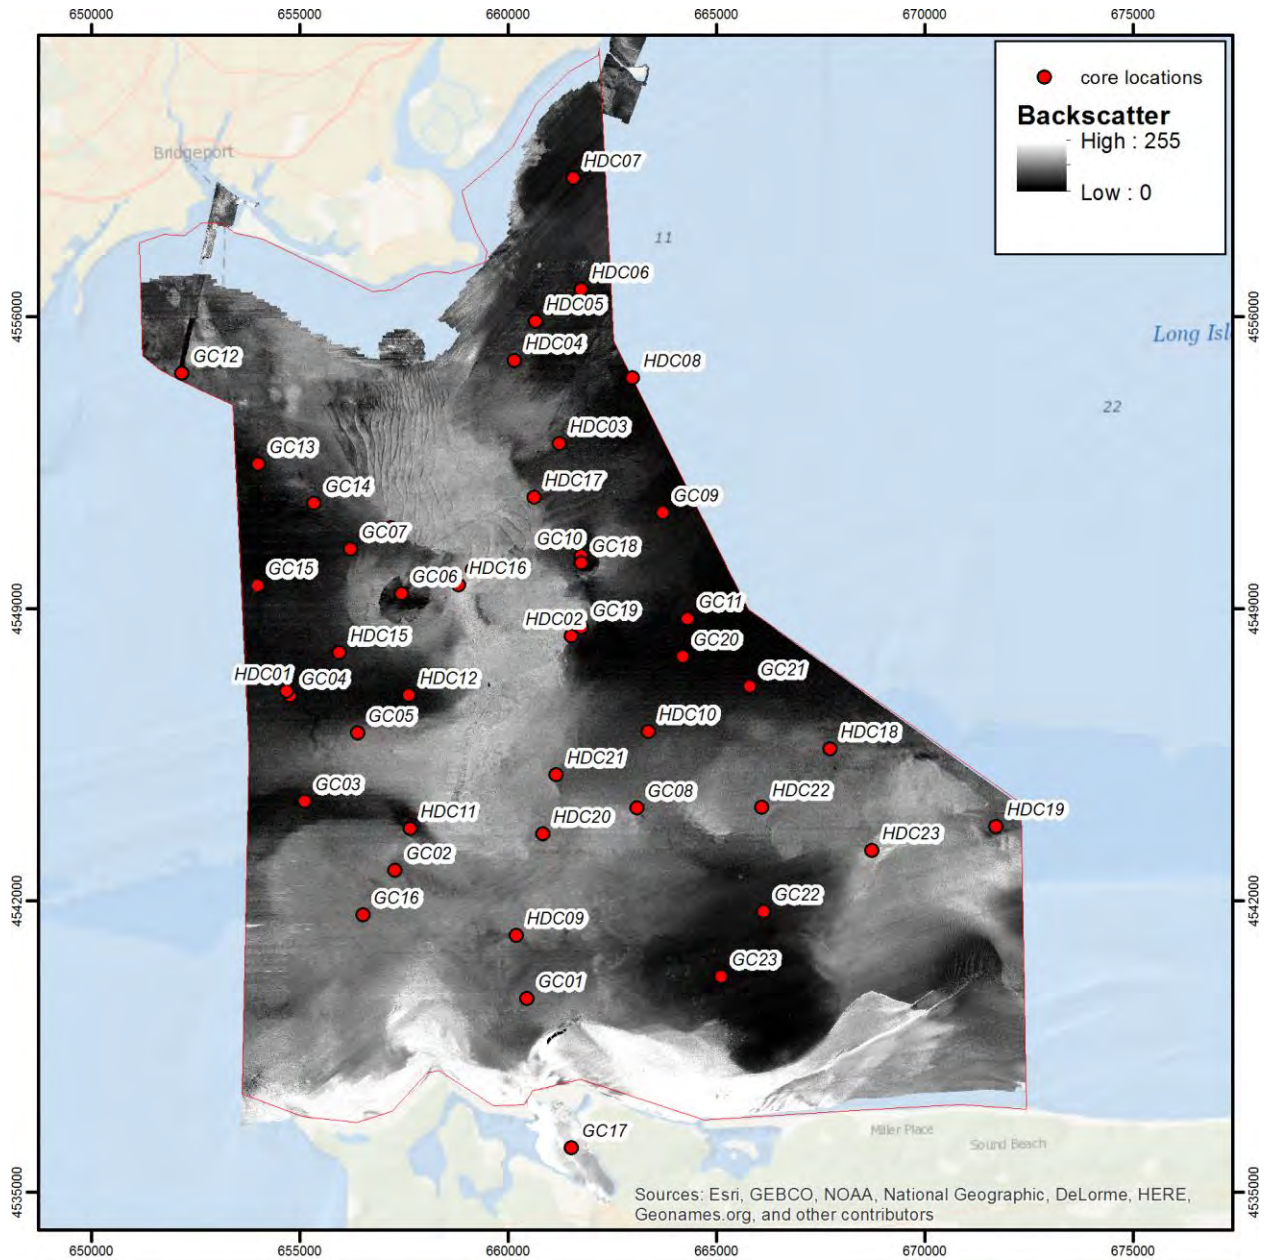 650000 655000 660000 665000 670000 675000
core locations
Backscatter
High : 255
Low : 0
Bridgeport
HDC07
11
HDC06
HDC05
4556000
4556000
Long Isl
HDC04
GC12
HDC08
22
HDC03
GC13
GC14
HDC17
GC09
GC07
GC10
GC18
GC15
GC06
HDC16
4549000
4549000
GC19
GC11
HDC02
HDC15
GC20
HDC01
GC04
HDC12
GC21
GC05
HDC10
HDC18
HDC21
GC03
GC08
HDC22
HDC19
HDC11
HDC20
HDC23
GC02
4542000
4542000
GC16
GC22
HDC09
GC23
GC01
GC17
Miller Place
Sound Beach
4535000
4535000
Sources: Esri, GEBCO, NOAA, National Geographic, DeLorme, HERE,
Geonames.org, and other contributors
650000 655000 660000 665000 670000 675000